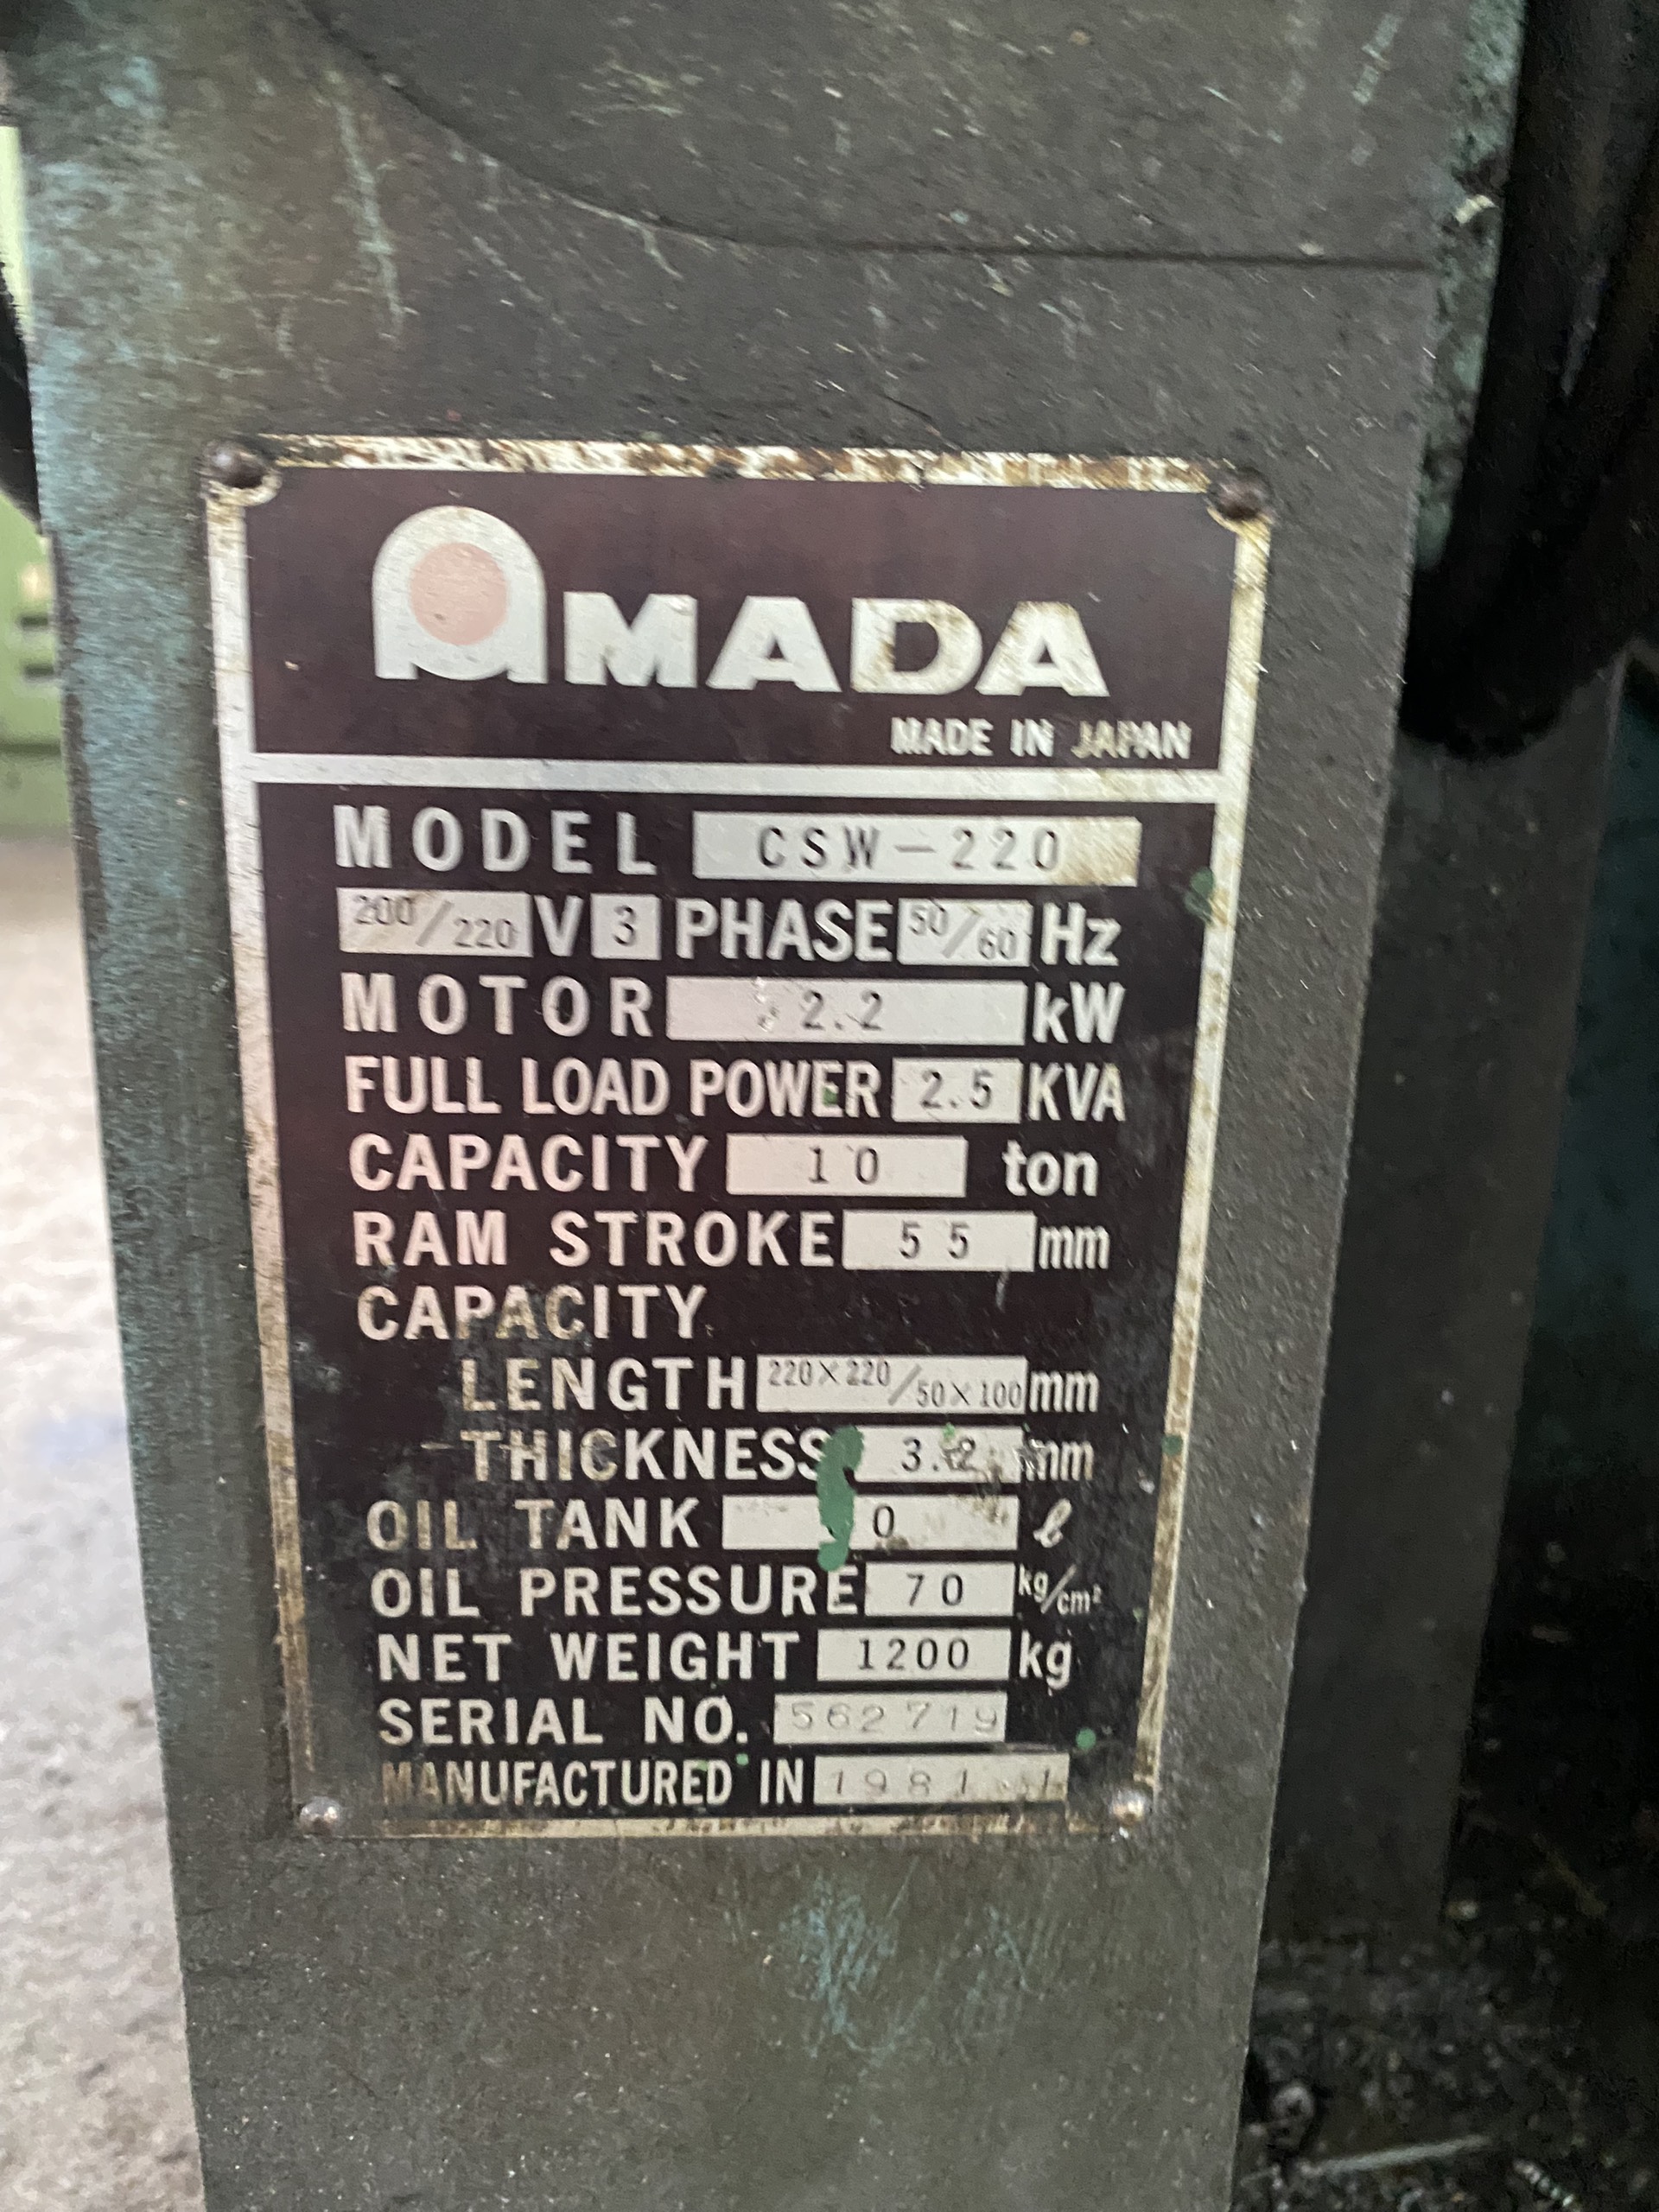 AMADA
MADE IN JAPAN
MODEL CSW-220
200/220 V 3 PHASE 50/60 Hz
MOTOR 2.2 kW
FULL LOAD POWER 2.5 KVA
CAPACITY 10 ton
RAM STROKE 55 mm
CAPACITY
LENGTH 220×220/50×100 mm
THICKNESS 3.2 mm
OIL TANK ℓ
OIL PRESSURE 70 kg/cm²
NET WEIGHT 1200 kg
SERIAL NO. 562719
MANUFACTURED IN 1981